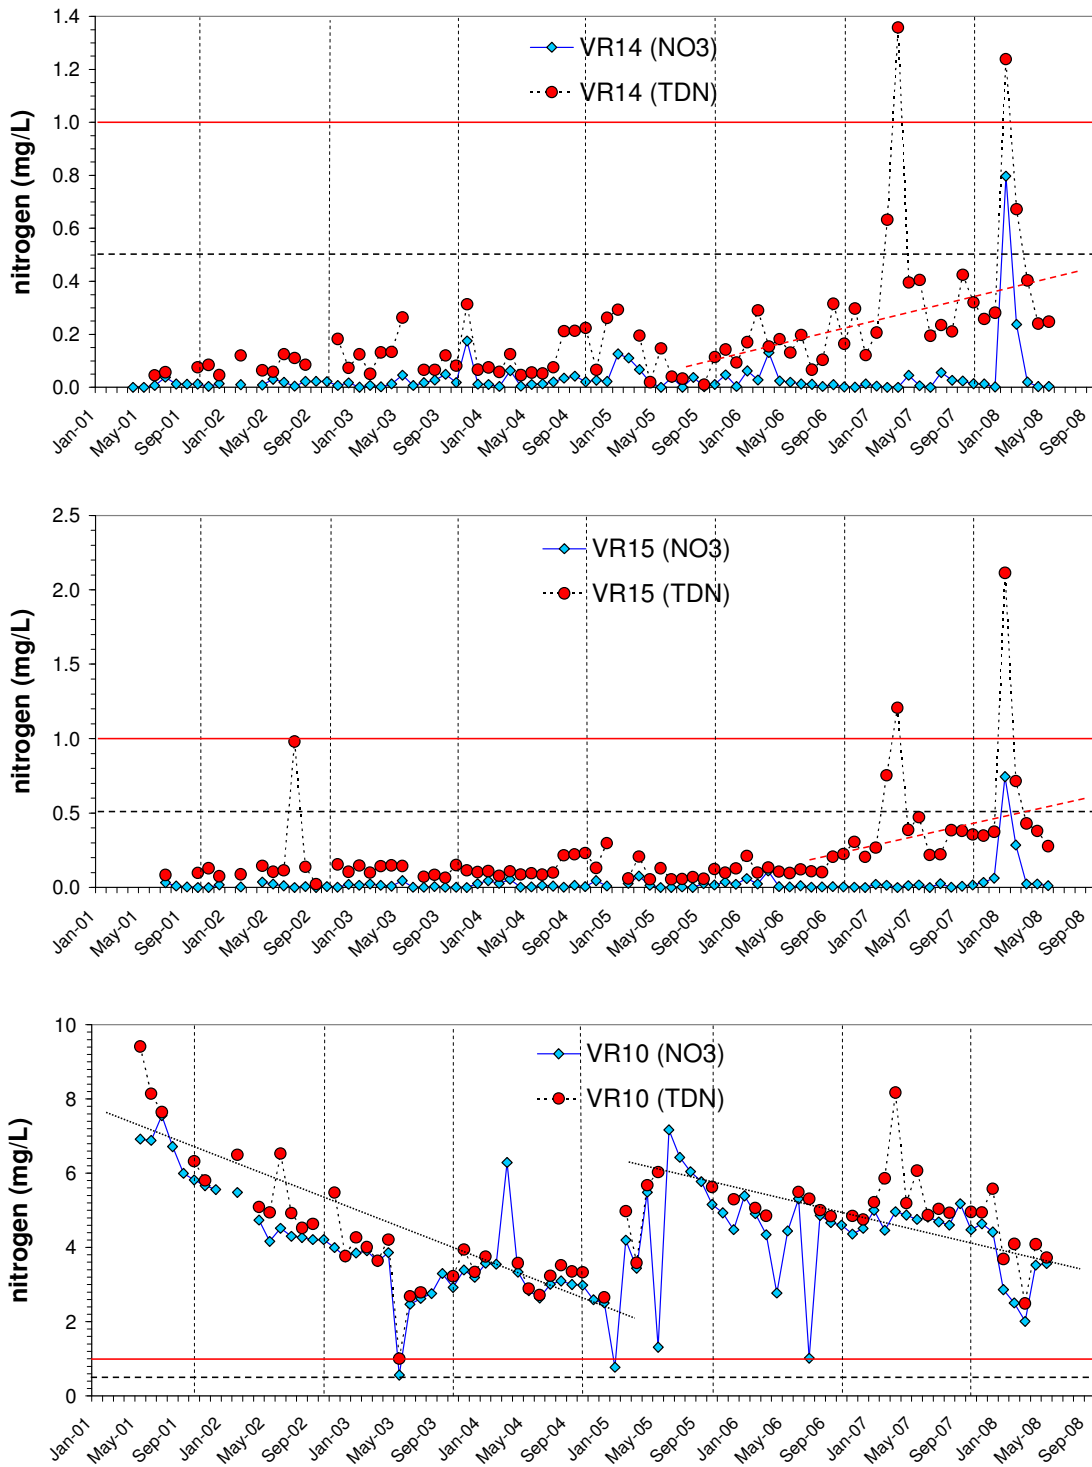 1.4
1.2
1.0
0.8
0.6
0.4
0.2
0.0
nitrogen (mg/L)
VR14 (NO3)
VR14 (TDN)
Jan-01 May-01 Sep-01 Jan-02 May-02 Sep-02 Jan-03 May-03 Sep-03 Jan-04 May-04 Sep-04 Jan-05 May-05 Sep-05 Jan-06 May-06 Sep-06 Jan-07 May-07 Sep-07 Jan-08 May-08 Sep-08
2.5
2.0
1.5
1.0
0.5
0.0
nitrogen (mg/L)
VR15 (NO3)
VR15 (TDN)
Jan-01 May-01 Sep-01 Jan-02 May-02 Sep-02 Jan-03 May-03 Sep-03 Jan-04 May-04 Sep-04 Jan-05 May-05 Sep-05 Jan-06 May-06 Sep-06 Jan-07 May-07 Sep-07 Jan-08 May-08 Sep-08
10
8
6
4
2
0
nitrogen (mg/L)
VR10 (NO3)
VR10 (TDN)
Jan-01 May-01 Sep-01 Jan-02 May-02 Sep-02 Jan-03 May-03 Sep-03 Jan-04 May-04 Sep-04 Jan-05 May-05 Sep-05 Jan-06 May-06 Sep-06 Jan-07 May-07 Sep-07 Jan-08 May-08 Sep-08